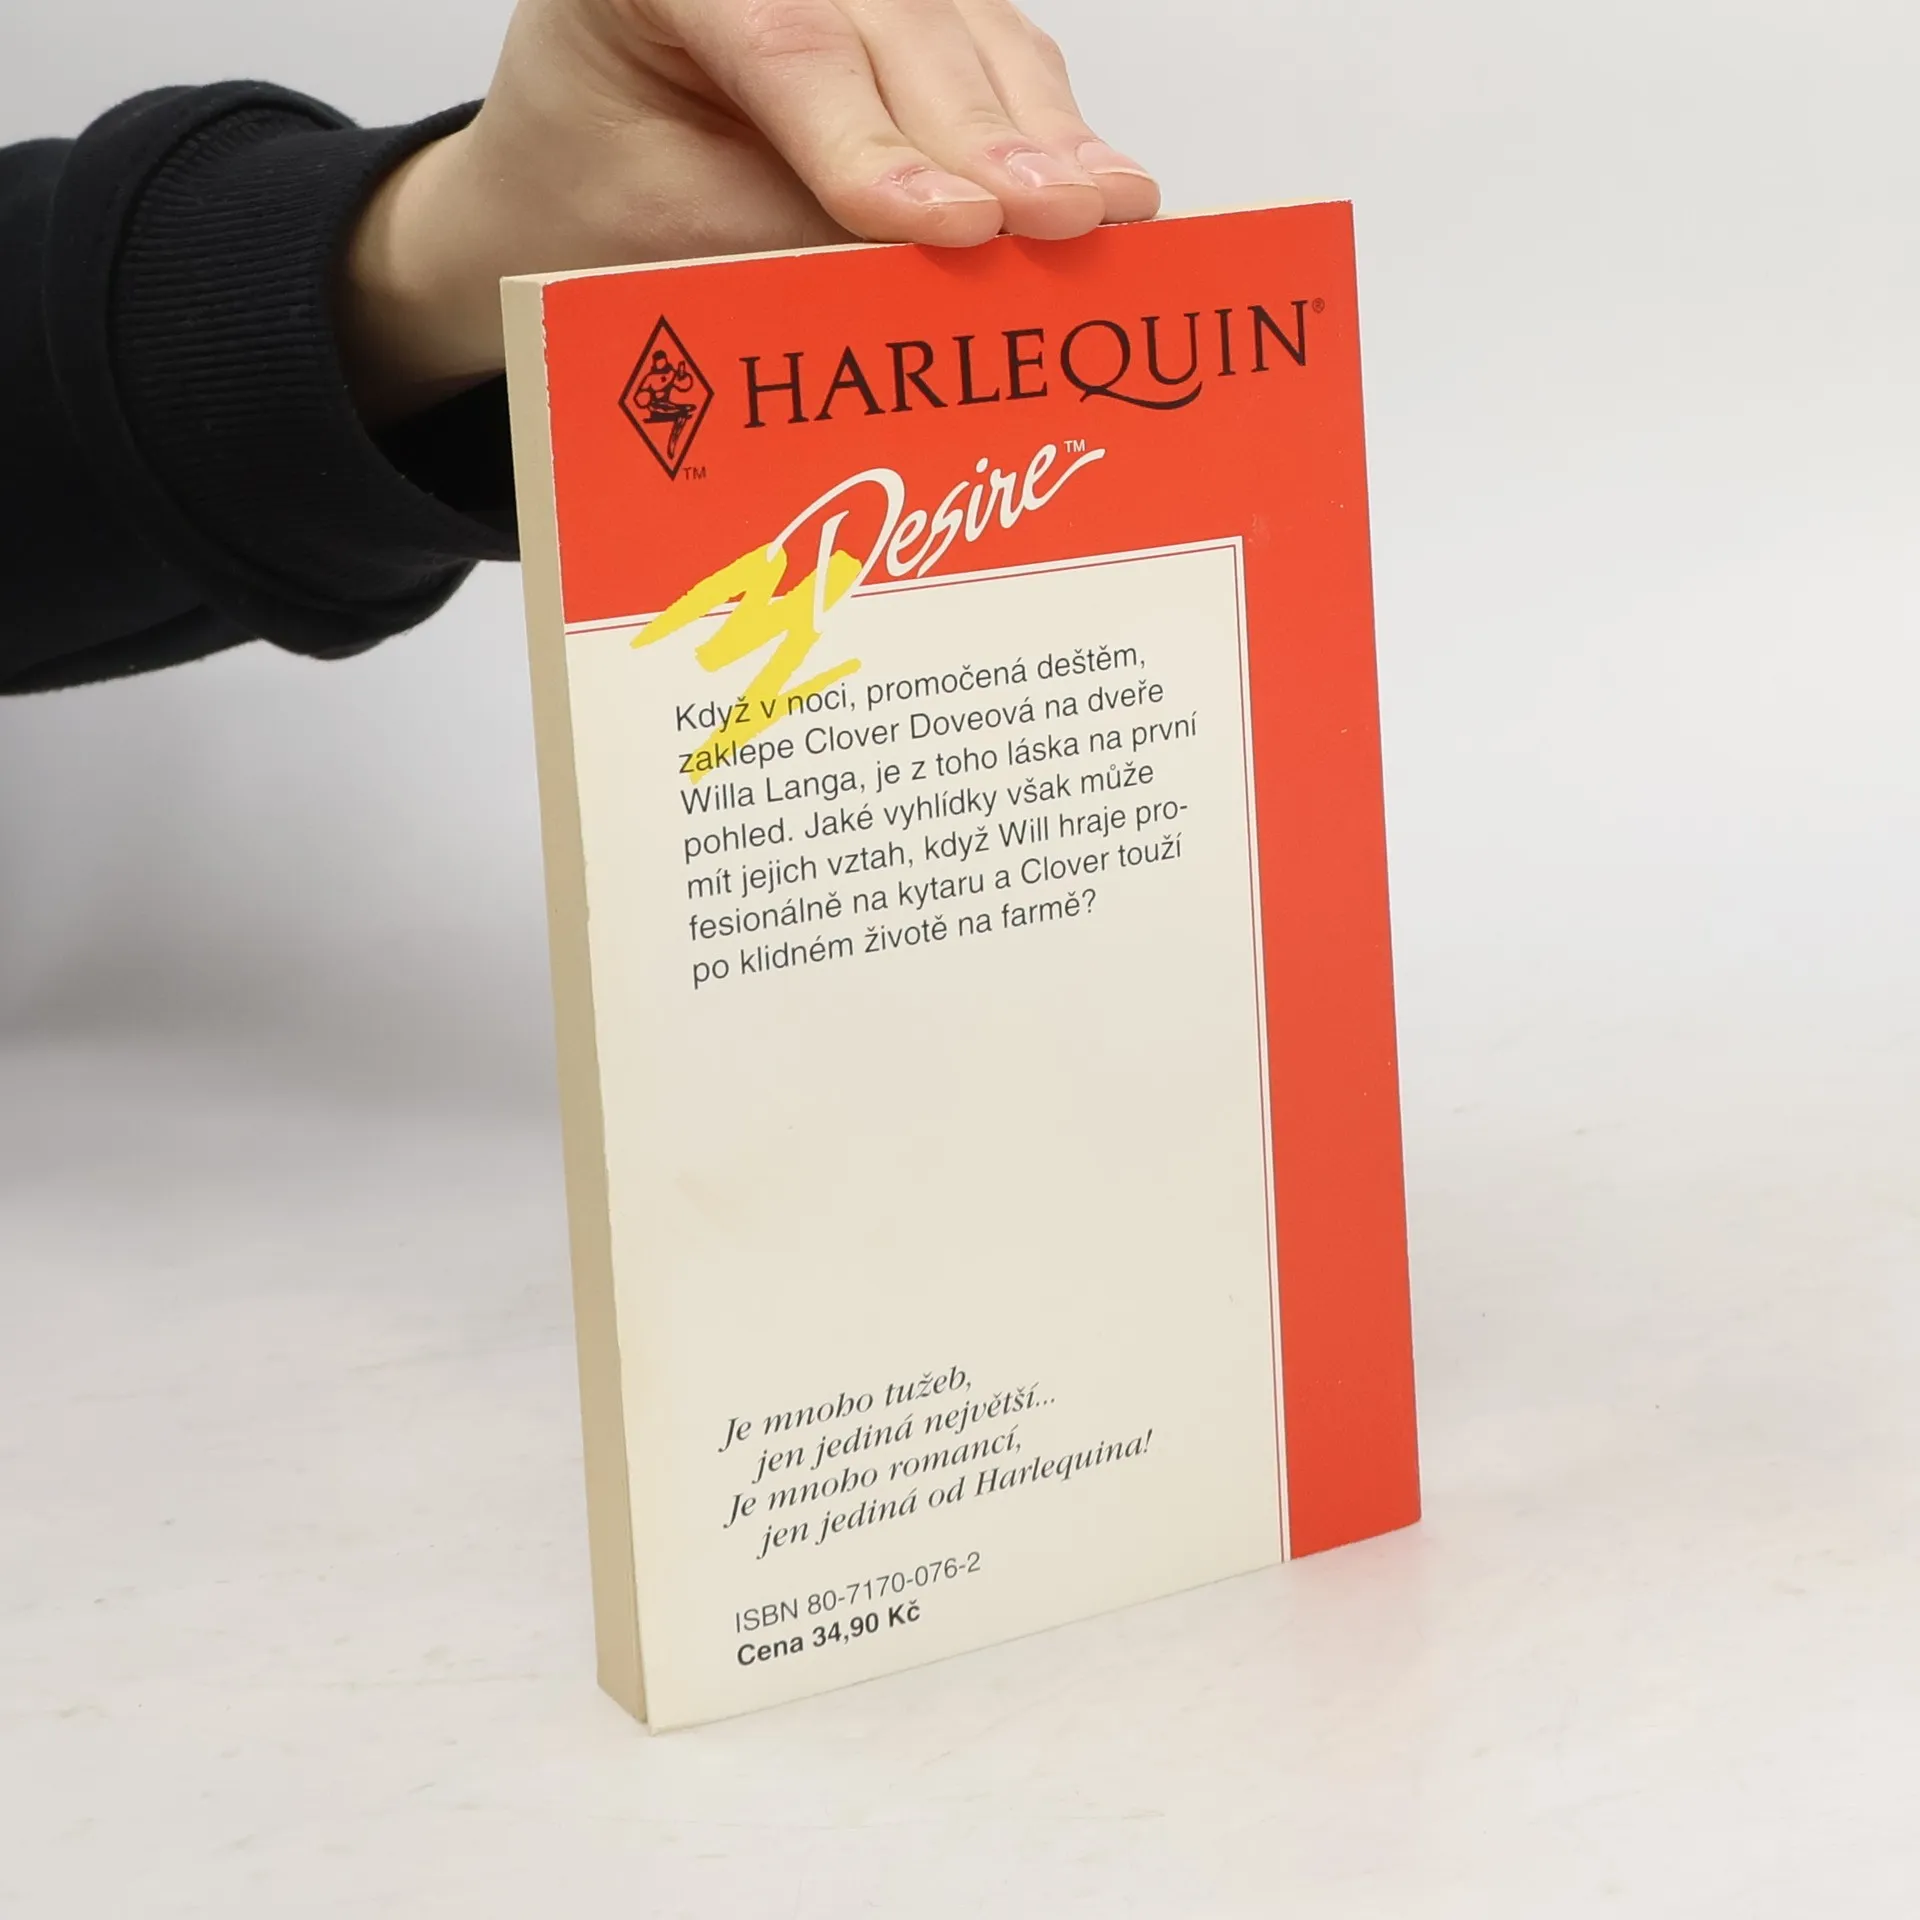 HARLEQUIN®
TM
Desire™
Když v noci, promočená deštěm,
zaklepe Clover Doveová na dveře
Willa Langa, je z toho láska na první
pohled. Jaké vyhlídky však může
mít jejich vztah, když Will hraje pro-
fesionálně na kytaru a Clover touží
po klidném životě na farmě?
Je mnoho tužeb,
jen jediná největší...
Je mnoho romancí,
jen jediná od Harlequina!
ISBN 80-7170-076-2
Cena 34,90 Kč